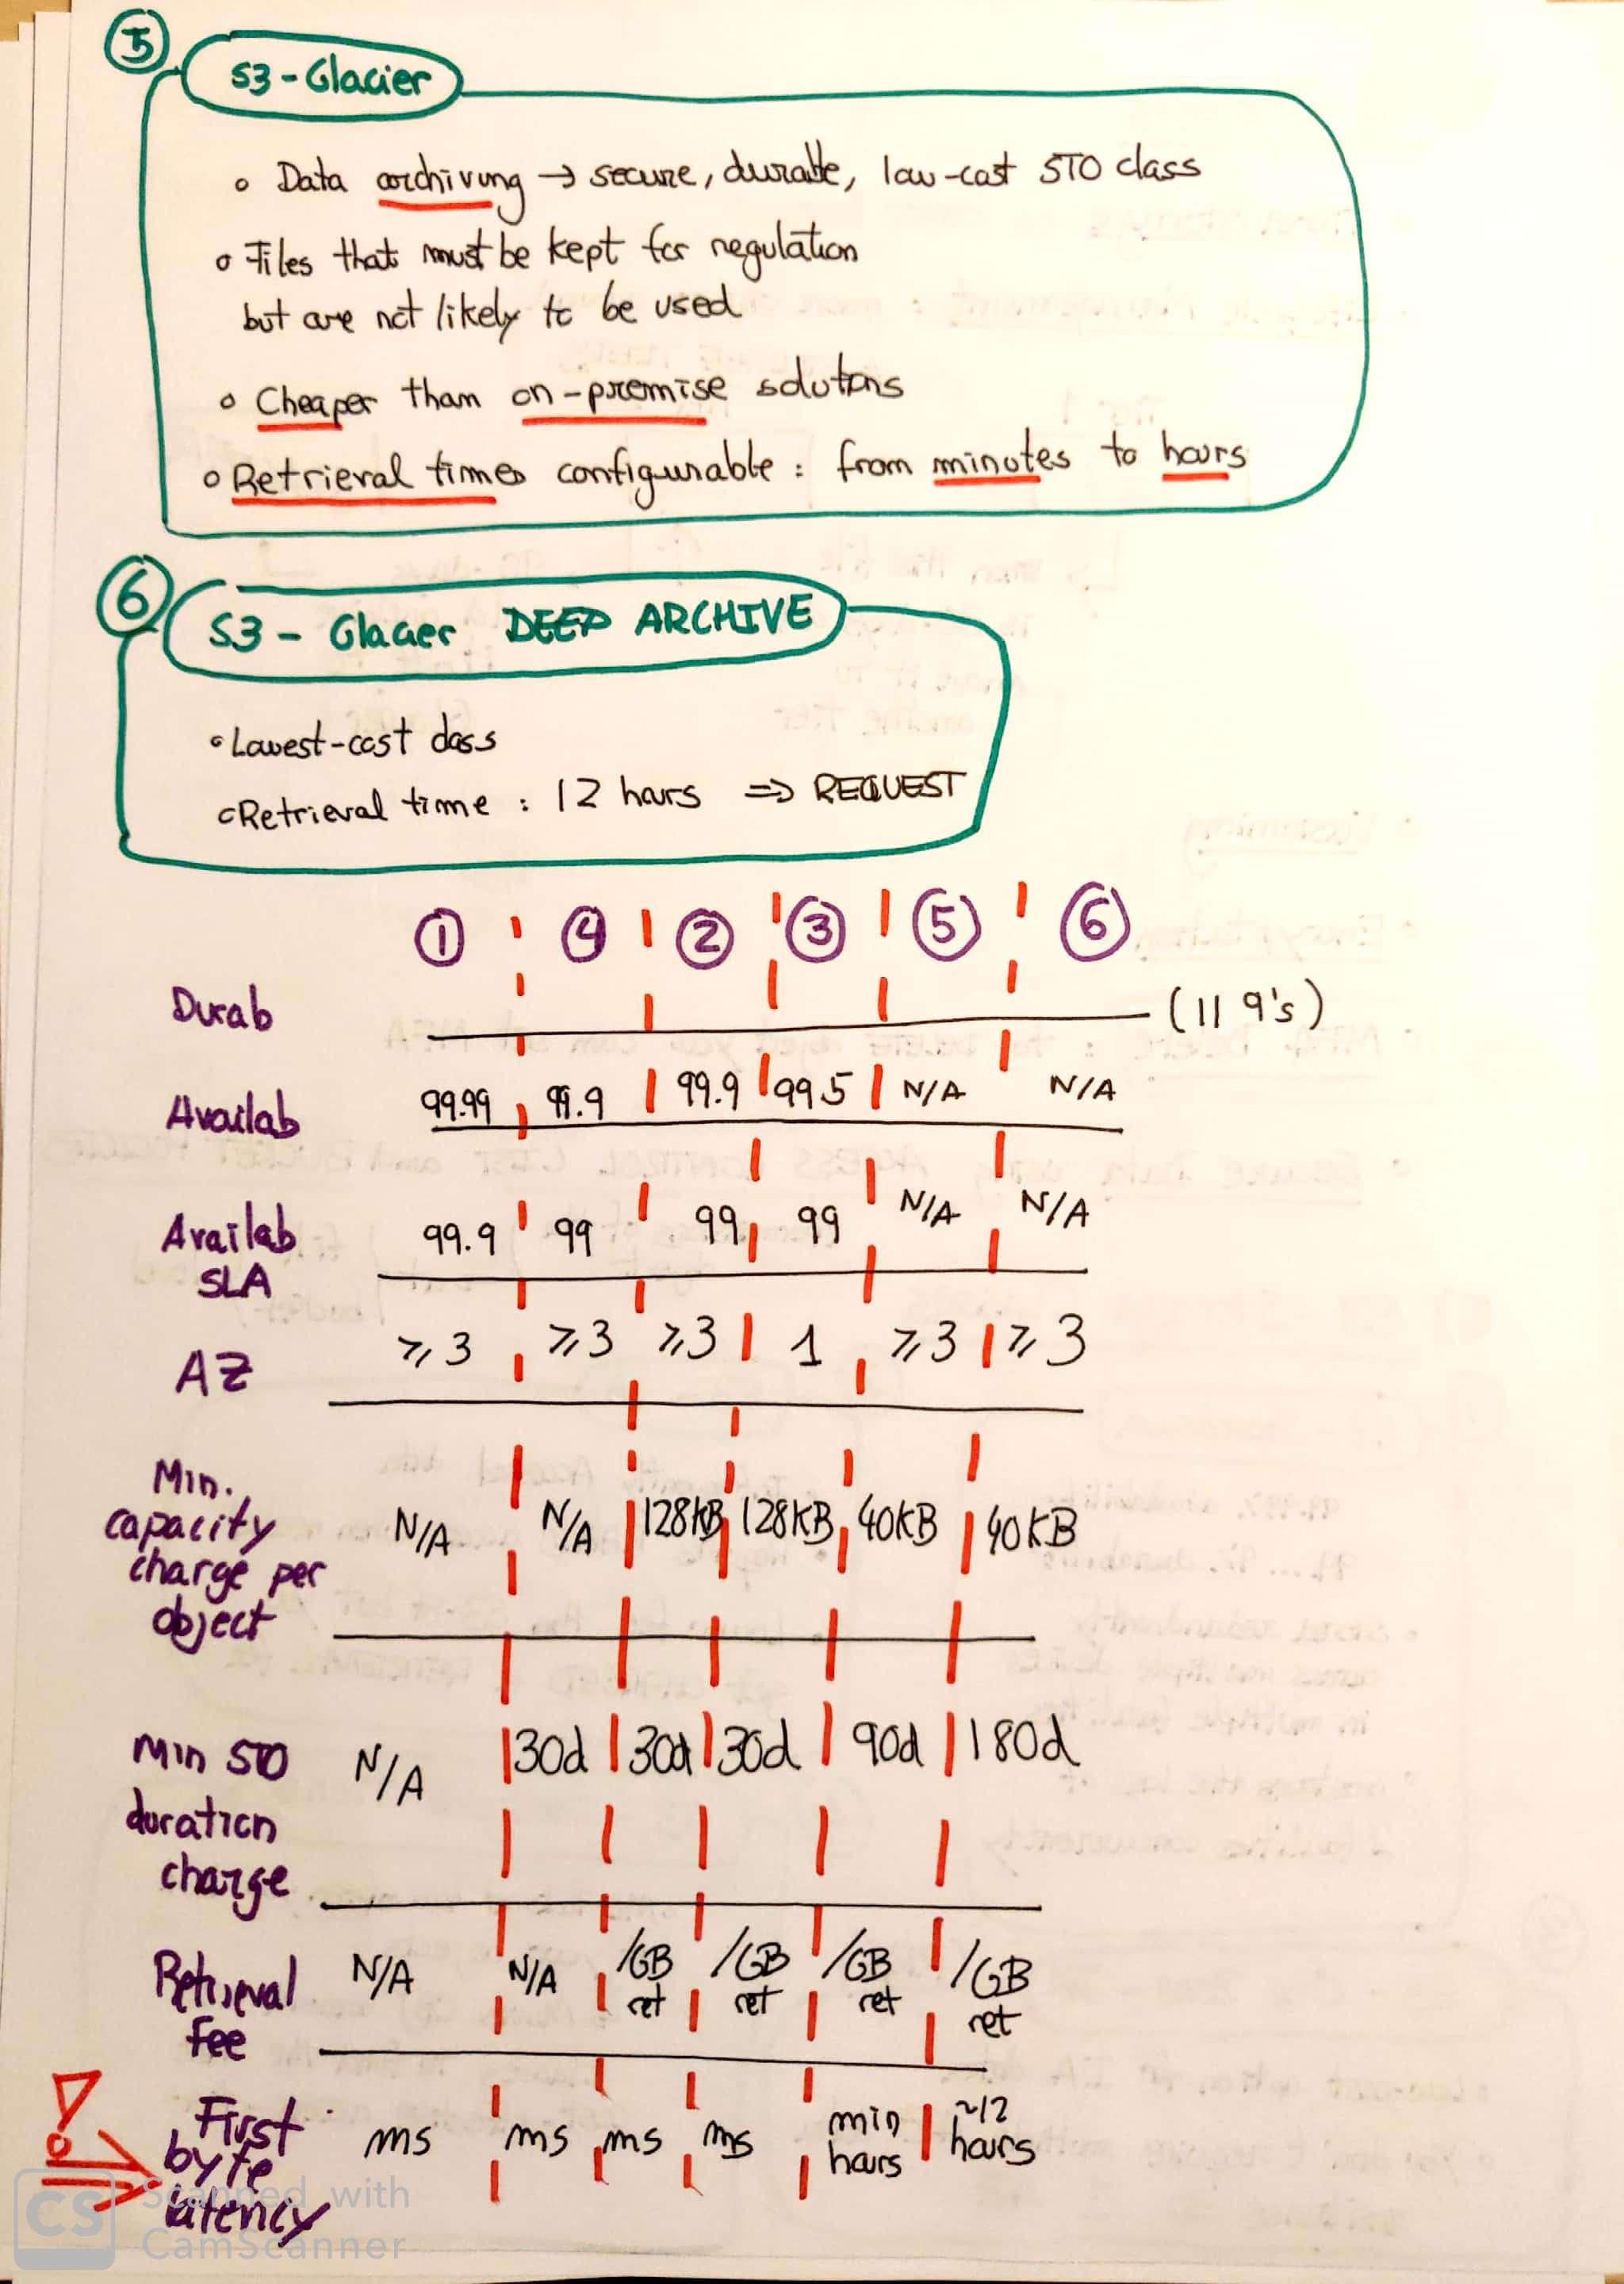 5
S3 - Glacier
° Data archiving → secure, durable, low-cost STO class
° Files that must be kept for regulation
but are not likely to be used
° Cheaper than on-premise solutions
° Retrieval times configurable : from minutes to hours
6
S3 - Glacier DEEP ARCHIVE
° Lowest-cost class
° Retrieval time : 12 hours ⇒ REQUEST
1 4 2 3 5 6
Durab (11 9's)
Availab 99.99 99.9 99.9 99.5 N/A N/A
Availab 99.9 99 99 99 N/A N/A
SLA
AZ ≥3 ≥3 ≥3 1 ≥3 ≥3
Min.
capacity N/A N/A 128KB 128KB 40KB 40KB
charge per
object
Min STO N/A 30d 30d 30d 90d 180d
duration
charge
Retrieval N/A N/A /GB /GB /GB /GB
Fee ret ret ret ret
First ms ms ms ms min ~12
byte hours hours
latency
!
CS Scanned with
CamScanner